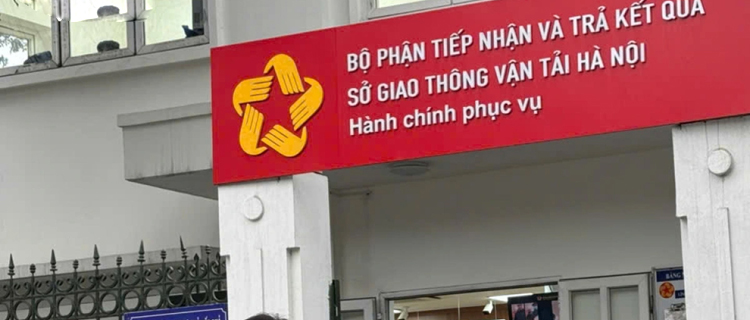 BỘ PHẬN TIẾP NHẬN VÀ TRẢ KẾT QUẢ
SỞ GIAO THÔNG VẬN TẢI HÀ NỘI
Hành chính phục vụ